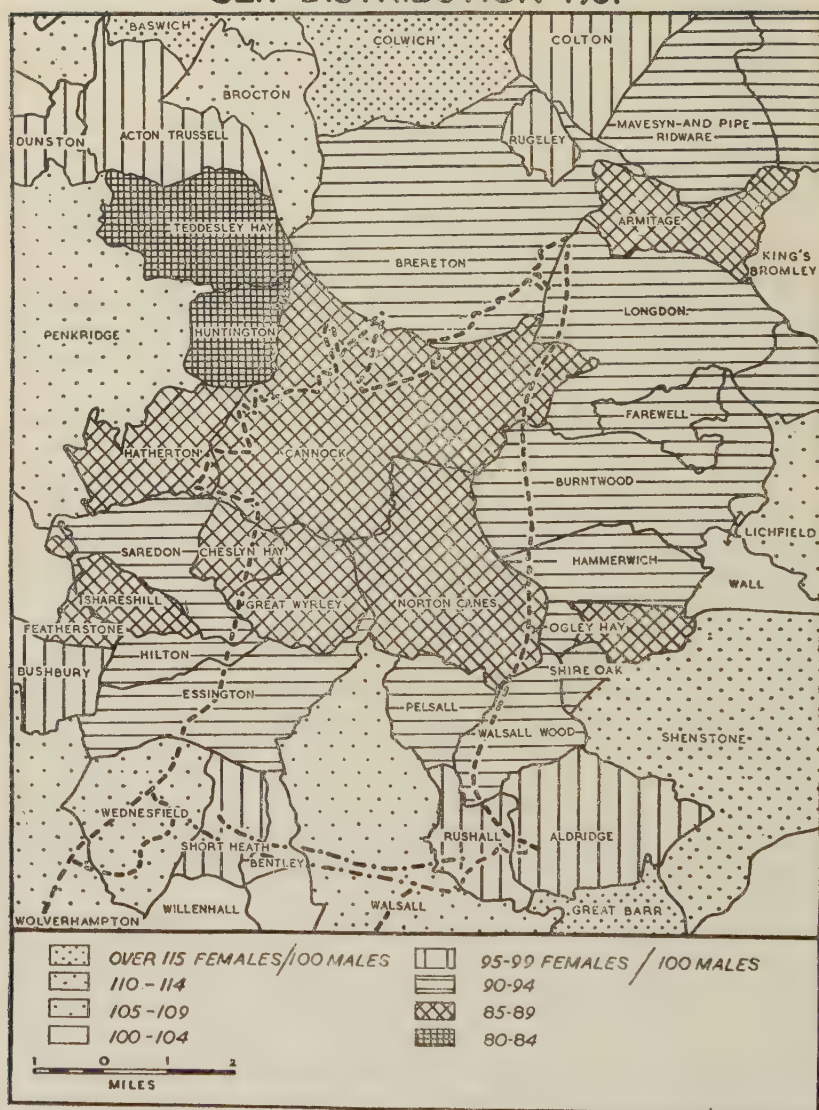 DISTRIBUTION
BASWICH
COLWICH
COLTON
BROCTON
DUNSTON
ACTON TRUSSELL
MAVESYN-AND PIPE
RIDWARE
RUGELEY
TEDDESLEY HAY
ARMITAGE
BRERETON
KING'S
BROMLEY
LONGDON
PENKRIDGE
HUNTINGTON
FAREWELL
HATHERTON
CANNOCK
BURNTWOOD
LICHFIELD
SAREDON
CHESLYN HAY
HAMMERWICH
WALL
SHARESHILL
GREAT WYRLEY
NORTON CANES
OGLEY HAY
FEATHERSTONE
HILTON
BUSHBURY
SHIRE OAK
ESSINGTON
PELSALL
WALSALL WOOD
SHENSTONE
WEDNESFIELD
RUSHALL
ALDRIDGE
SHORT HEATH
BENTLEY
WILLENHALL
WALSALL
GREAT BARR
WOLVERHAMPTON
OVER 115 FEMALES/100 MALES
110-114
105-109
100-104
95-99 FEMALES / 100 MALES
90-94
85-89
80-84
1 0 1 2
MILES